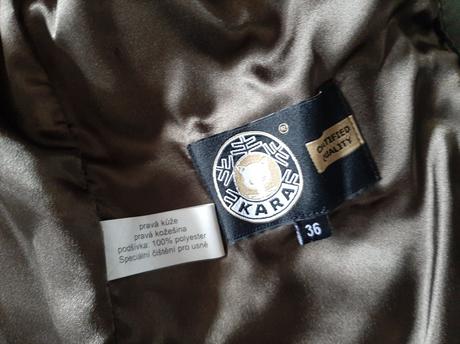 pravá kůže
pravá kožešina
podšívka: 100% polyester
Speciální čištění pro usně
KARA
®
CERTIFIED
QUALITY
36